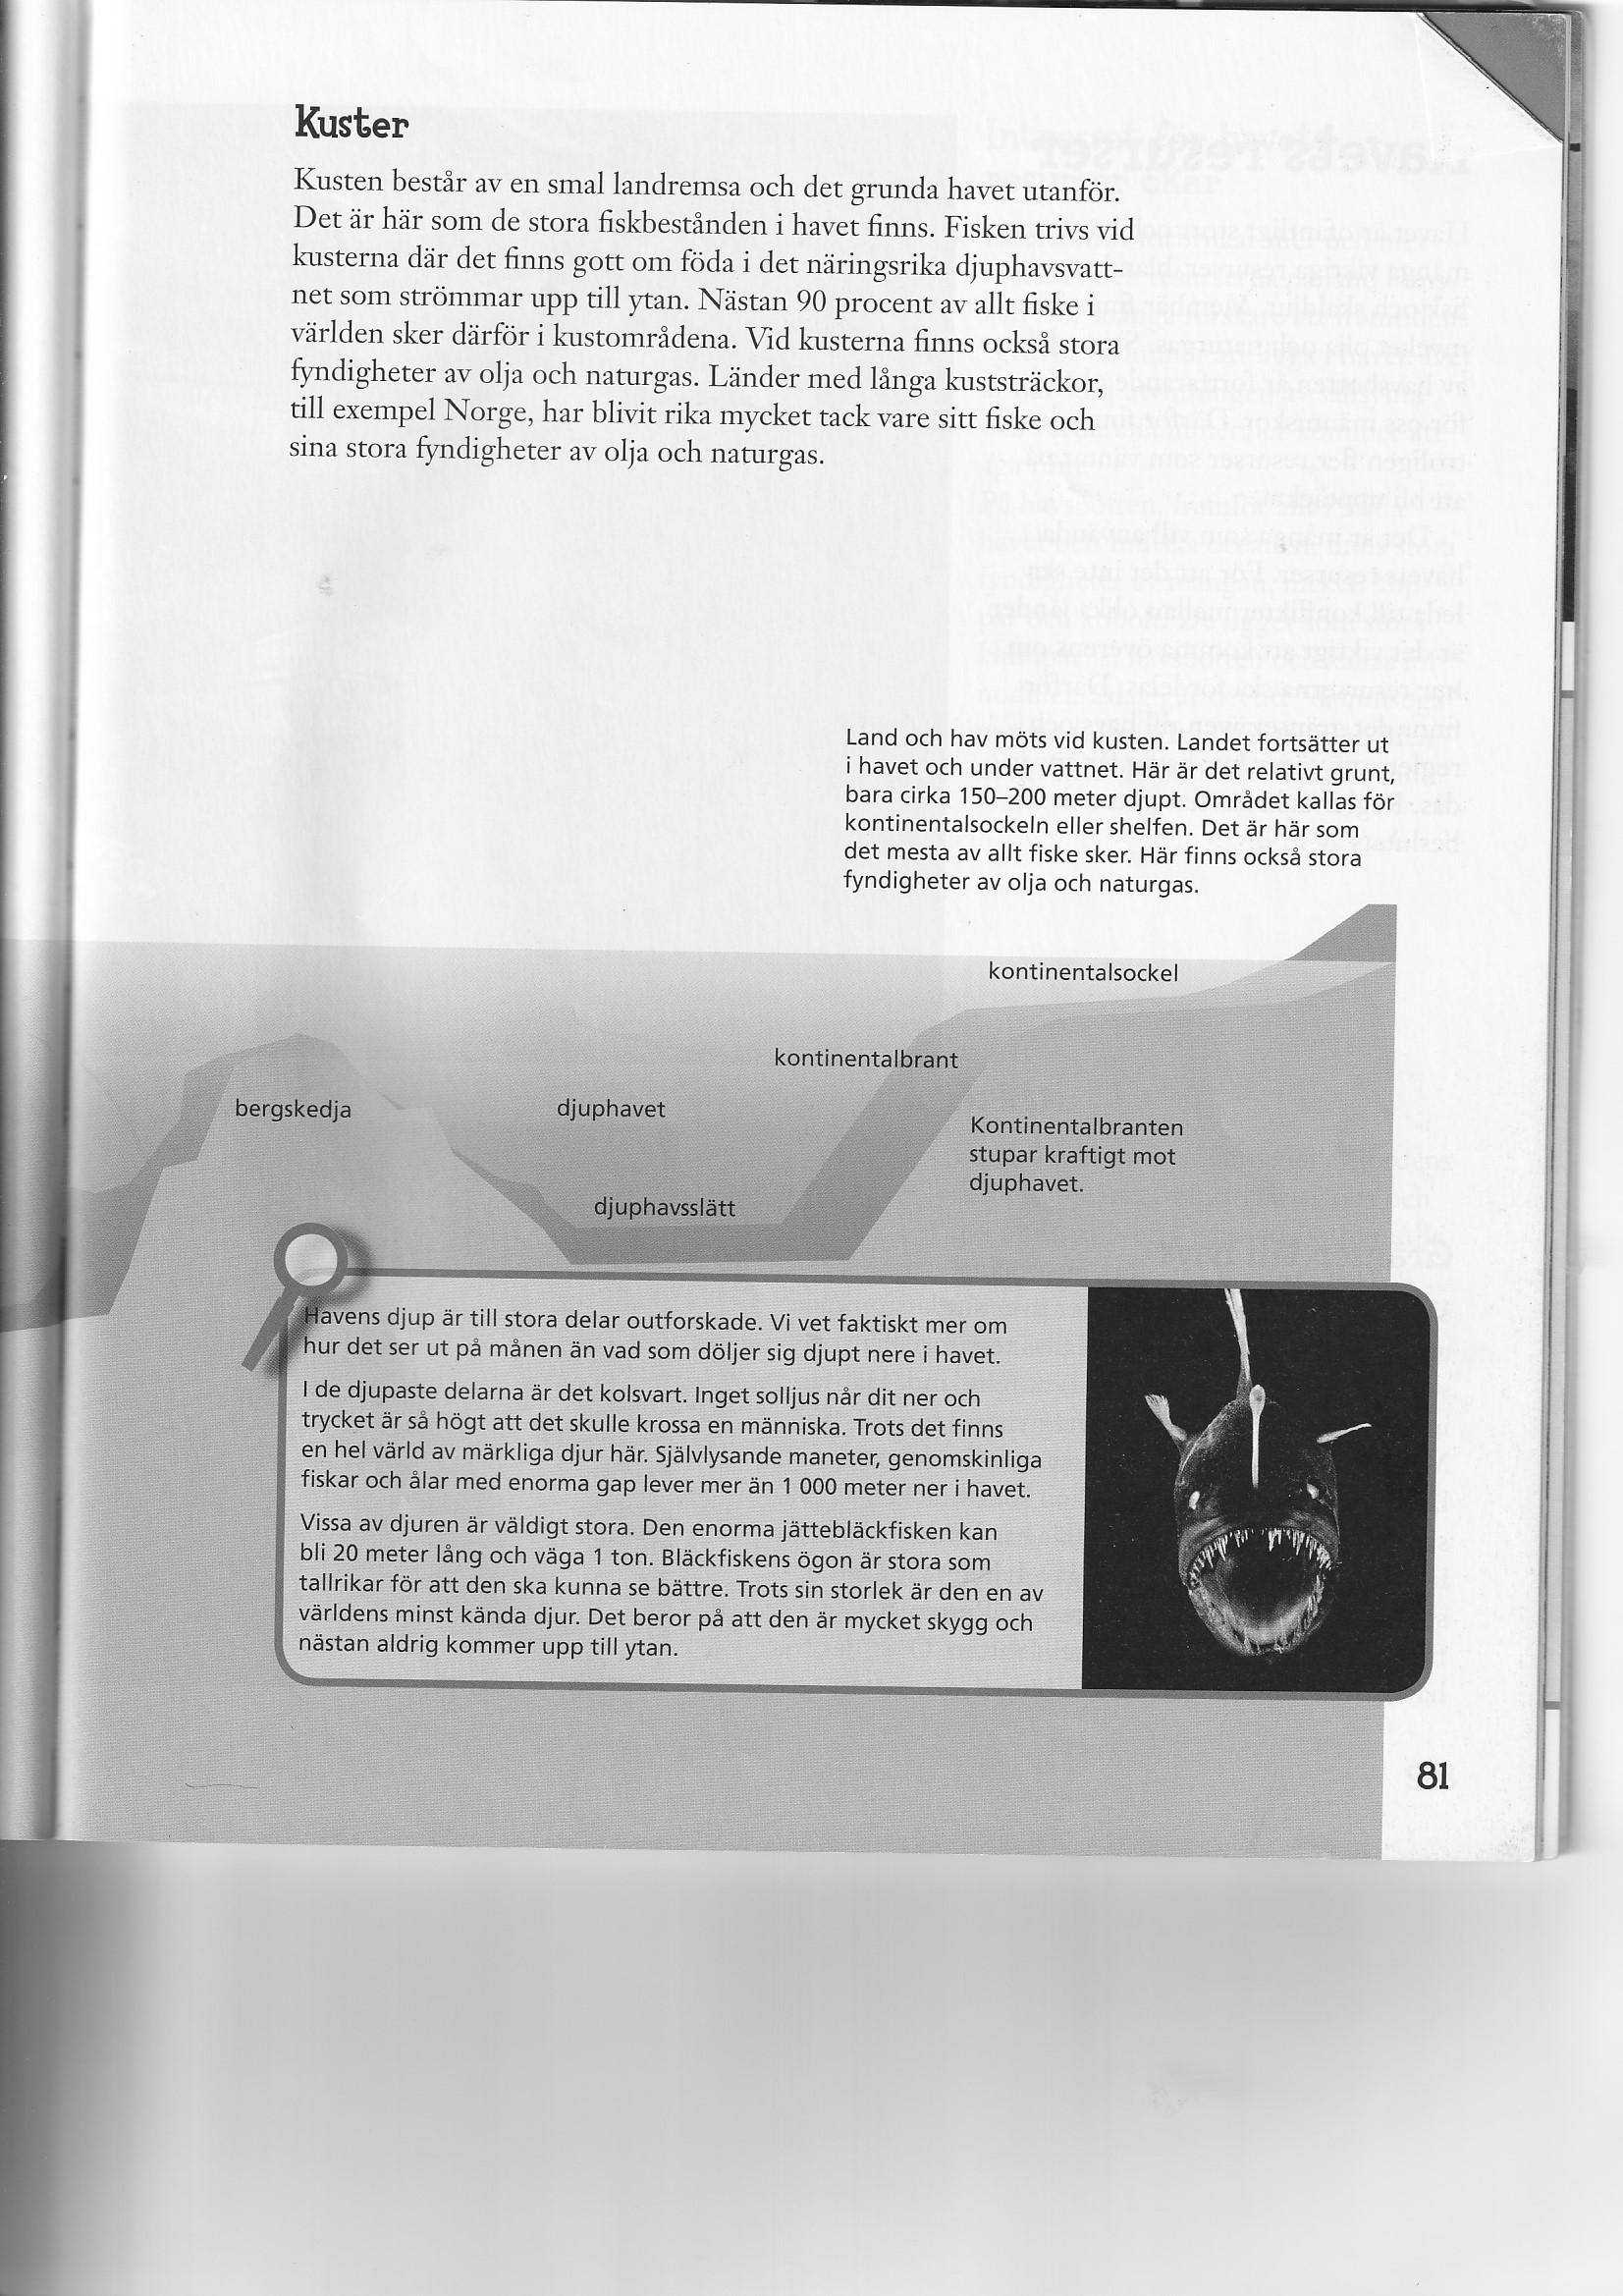 Kuster
Kusten består av en smal landremsa och det grunda havet utanför.
Det är här som de stora fiskbestånden i havet finns. Fisken trivs vid
kusterna där det finns gott om föda i det näringsrika djuphavsvatt-
net som strömmar upp till ytan. Nästan 90 procent av allt fiske i
världen sker därför i kustområdena. Vid kusterna finns också stora
fyndigheter av olja och naturgas. Länder med långa kuststräckor,
till exempel Norge, har blivit rika mycket tack vare sitt fiske och
sina stora fyndigheter av olja och naturgas.
Land och hav möts vid kusten. Landet fortsätter ut
i havet och under vattnet. Här är det relativt grunt,
bara cirka 150–200 meter djupt. Området kallas för
kontinentalsockeln eller shelfen. Det är här som
det mesta av allt fiske sker. Här finns också stora
fyndigheter av olja och naturgas.
kontinentalsockel
kontinentalbrant
bergskedja
djuphavet
Kontinentalbranten
stupar kraftigt mot
djuphavet.
djuphavsslätt
Havens djup är till stora delar outforskade. Vi vet faktiskt mer om
hur det ser ut på månen än vad som döljer sig djupt nere i havet.
I de djupaste delarna är det kolsvart. Inget solljus når dit ner och
trycket är så högt att det skulle krossa en människa. Trots det finns
en hel värld av märkliga djur här. Självlysande maneter, genomskinliga
fiskar och ålar med enorma gap lever mer än 1 000 meter ner i havet.
Vissa av djuren är väldigt stora. Den enorma jättebläckfisken kan
bli 20 meter lång och väga 1 ton. Bläckfiskens ögon är stora som
tallrikar för att den ska kunna se bättre. Trots sin storlek är den en av
världens minst kända djur. Det beror på att den är mycket skygg och
nästan aldrig kommer upp till ytan.
81